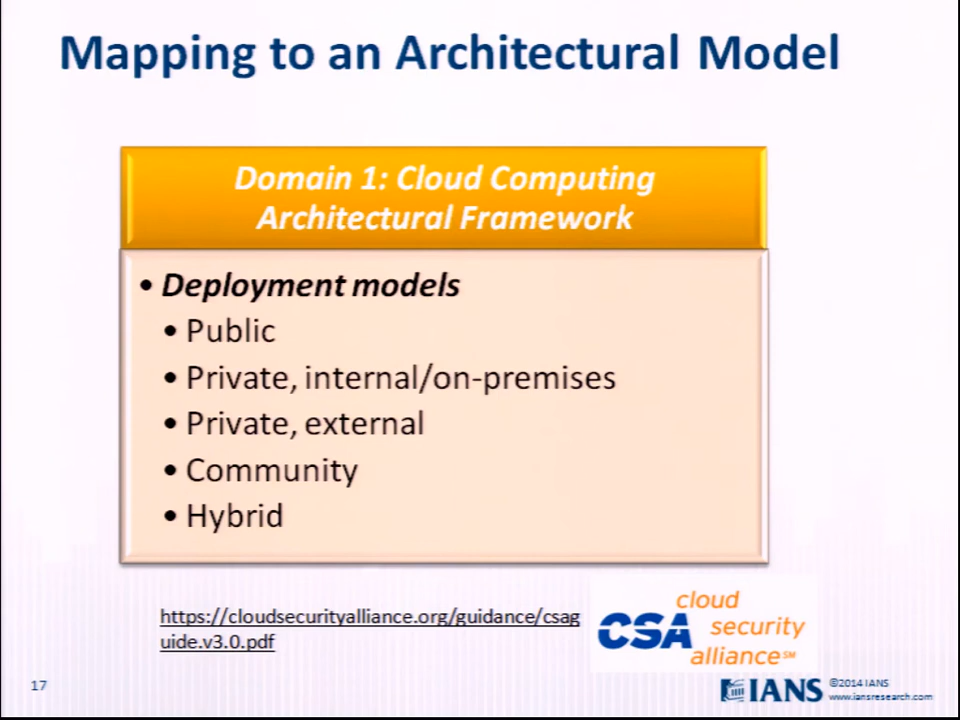 Mapping to an Architectural Model
Domain 1: Cloud Computing
Architectural Framework
• Deployment models
• Public
• Private, internal/on-premises
• Private, external
• Community
• Hybrid
https://cloudsecurityalliance.org/guidance/csag
uide.v3.0.pdf
CSA cloud
security
alliance℠
17
IANS ©2014 IANS
www.iansresearch.com